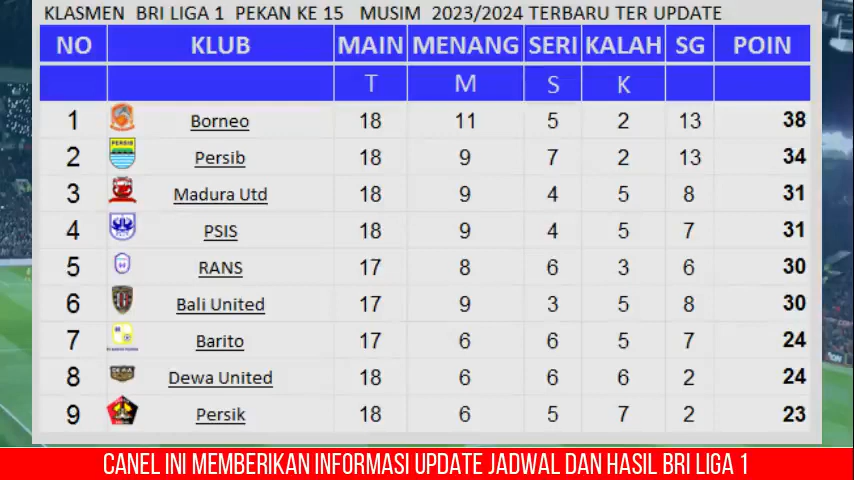 KLASMEN BRI LIGA 1 PEKAN KE 15 MUSIM 2023/2024 TERBARU TER UPDATE
NO KLUB MAIN MENANG SERI KALAH SG POIN
T M S K
1 Borneo 18 11 5 2 13 38
PERSIB
2 Persib 18 9 7 2 13 34
3 Madura Utd 18 9 4 5 8 31
4 PSIS 18 9 4 5 7 31
5 RANS 17 8 6 3 6 30
6 Bali United 17 9 3 5 8 30
7 Barito 17 6 6 5 7 24
8 Dewa United 18 6 6 6 2 24
9 Persik 18 6 5 7 2 23
CANEL INI MEMBERIKAN INFORMASI UPDATE JADWAL DAN HASIL BRI LIGA 1